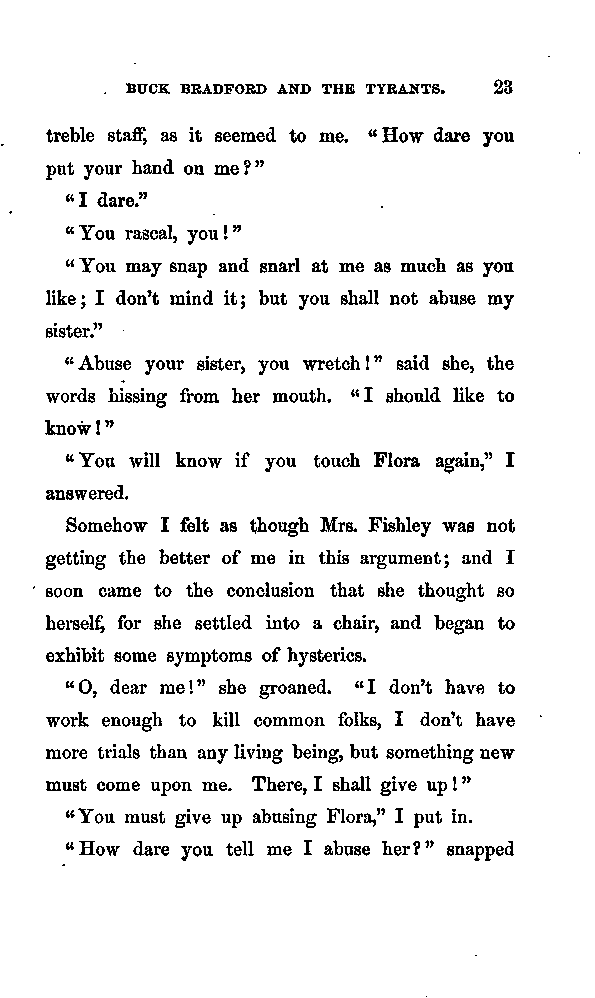 BUCK BRADFORD AND THE TYRANTS. 23
treble staff, as it seemed to me. “How dare you
put your hand on me?”
“I dare.”
“You rascal, you!”
“You may snap and snarl at me as much as you
like; I don’t mind it; but you shall not abuse my
sister.”
“Abuse your sister, you wretch!” said she, the
words hissing from her mouth. “I should like to
know!”
“You will know if you touch Flora again,” I
answered.
Somehow I felt as though Mrs. Fishley was not
getting the better of me in this argument; and I
soon came to the conclusion that she thought so
herself, for she settled into a chair, and began to
exhibit some symptoms of hysterics.
“O, dear me!” she groaned. “I don’t have to
work enough to kill common folks, I don’t have
more trials than any living being, but something new
must come upon me. There, I shall give up!”
“You must give up abusing Flora,” I put in.
“How dare you tell me I abuse her?” snapped